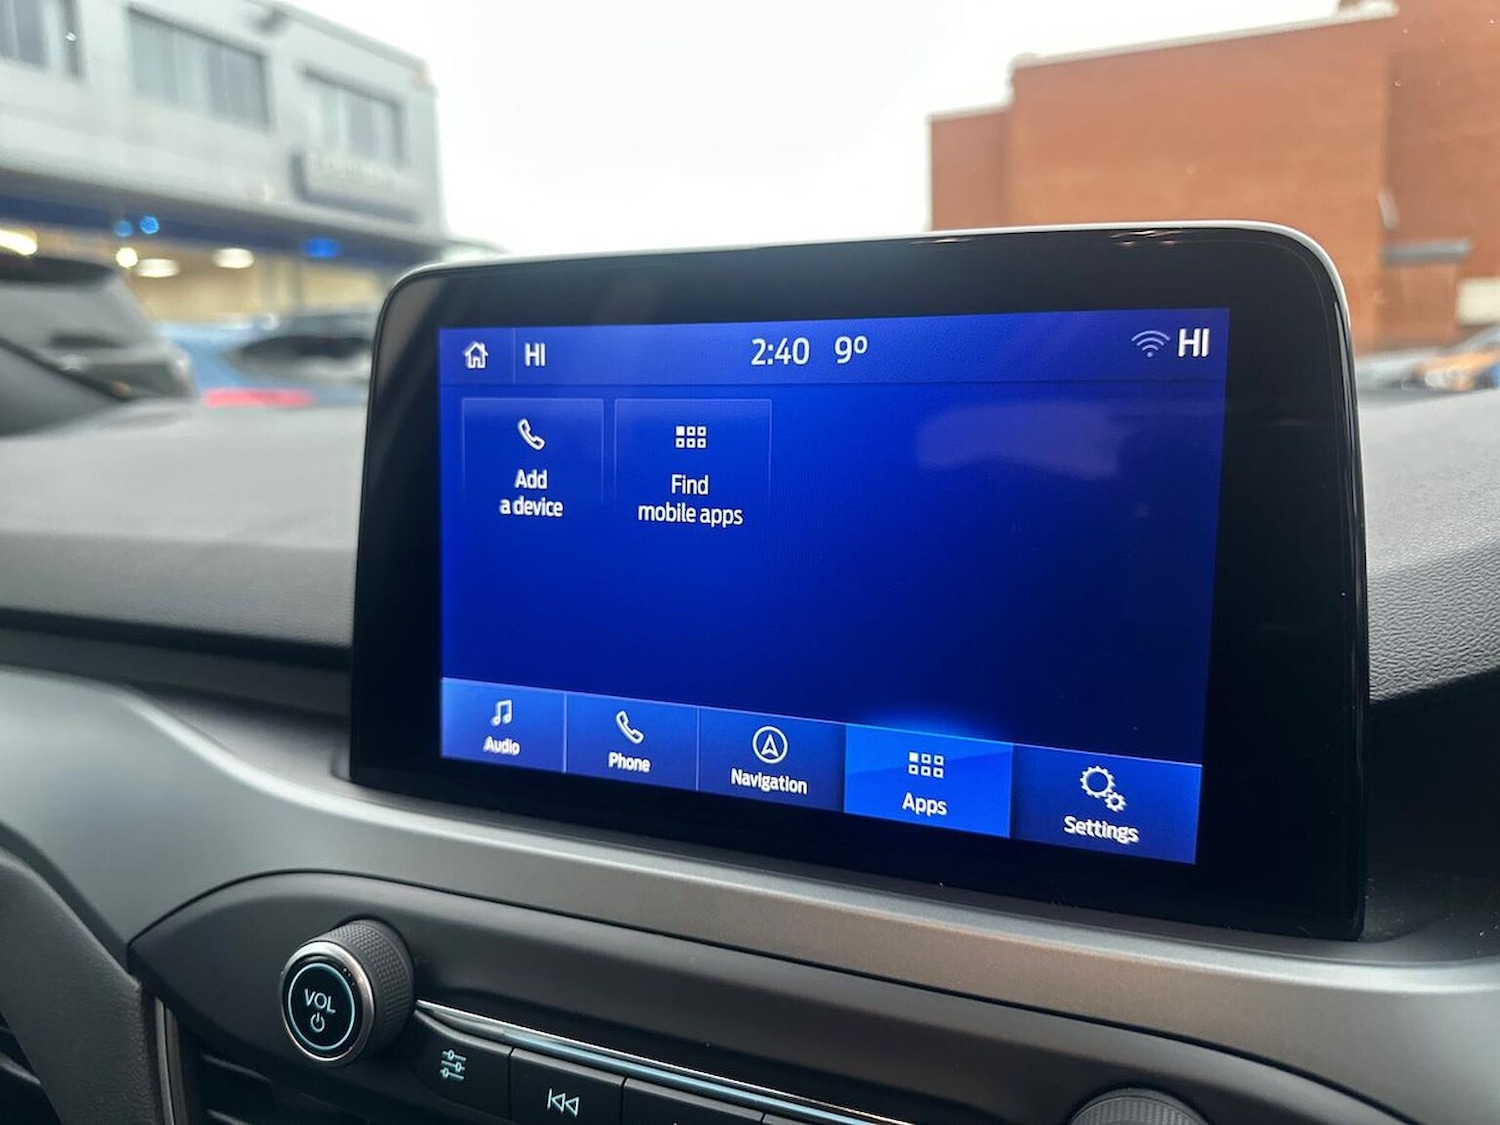 HI
2:40 9º
HI
Add
a device
Find
mobile apps
Audio
Phone
Navigation
Apps
Settings
VOL